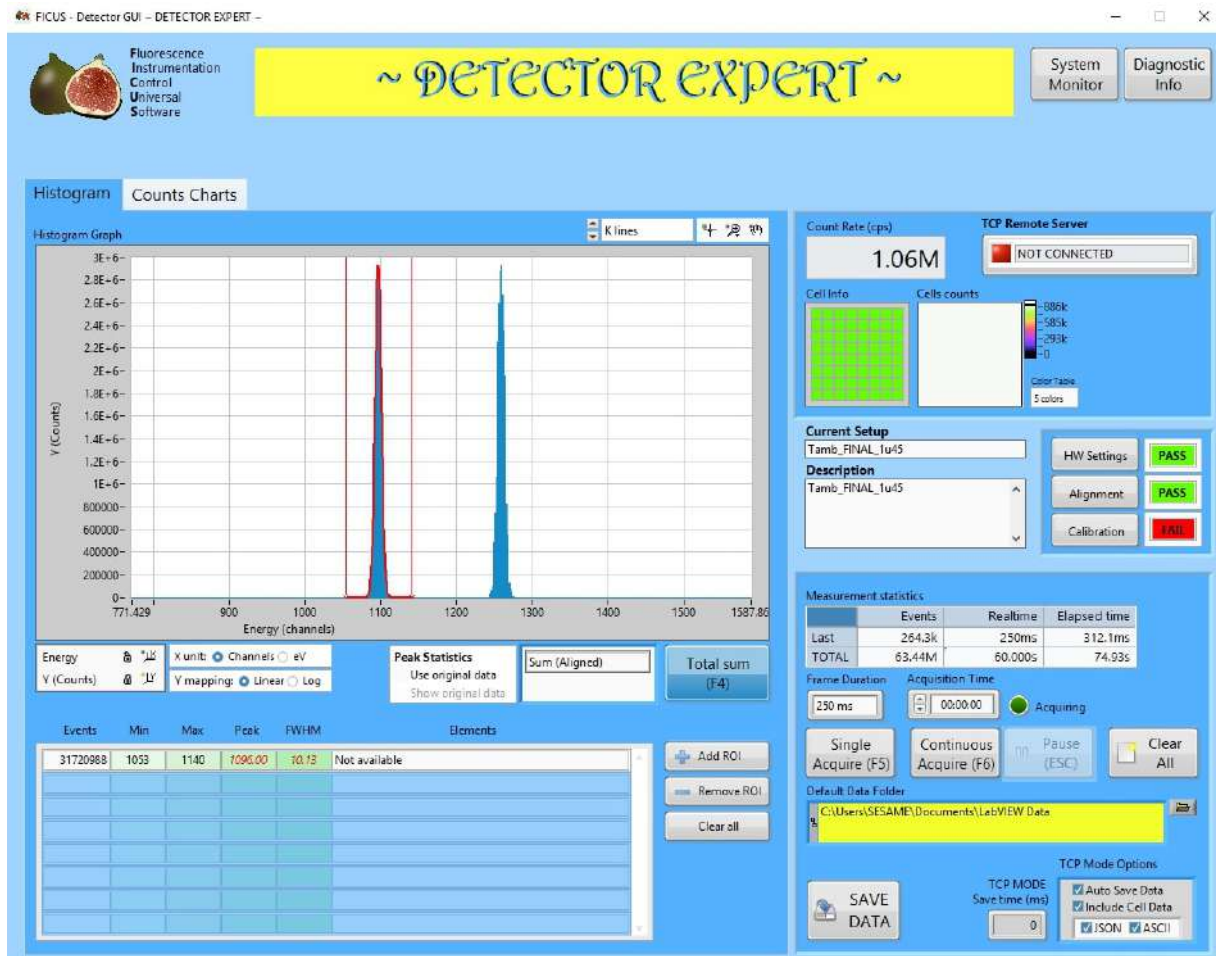 FICUS - Detector GUI -- DETECTOR EXPERT --
Fluorescence
Instrumentation
Control
Universal
Software
~ DETECTOR EXPERT ~
System Monitor
Diagnostic Info
Histogram
Counts Charts
Histogram Graph
K lines
3E+6
2.8E+6
2.6E+6
2.4E+6
2.2E+6
2E+6
1.8E+6
1.6E+6
1.4E+6
1.2E+6
1E+6
800000
600000
400000
200000
0
Y (Counts)
771.429 900 1000 1100 1200 1300 1400 1500 1587.86
Energy (channels)
Energy
Y (Counts)
X unit: Channels eV
Y mapping: Linear Log
Peak Statistics
Use original data
Show original data
Sum (Aligned)
Total sum
(F4)
Events Min Max Peak FWHM Elements
31720988 1053 1140 1096.00 10.13 Not available
Add ROI
Remove ROI
Clear all
Count Rate (cps)
1.06M
TCP Remote Server
NOT CONNECTED
Cell Info
Cells counts
886k
585k
293k
0
Color Table
5 colors
Current Setup
Tamb_FINAL_1u45
Description
Tamb_FINAL_1u45
HW Settings PASS
Alignment PASS
Calibration FAIL
Measurement statistics
Events Realtime Elapsed time
Last 264.3k 250ms 312.1ms
TOTAL 63.44M 60.000s 74.93s
Frame Duration
250 ms
Acquisition Time
00:00:00
Acquiring
Single
Acquire (F5)
Continuous
Acquire (F6)
Pause
(ESC)
Clear
All
Default Data Folder
C:\Users\SESAME\Documents\LabVIEW Data
SAVE
DATA
TCP MODE
Save time (ms)
0
TCP Mode Options
Auto Save Data
Include Cell Data
JSON ASCII